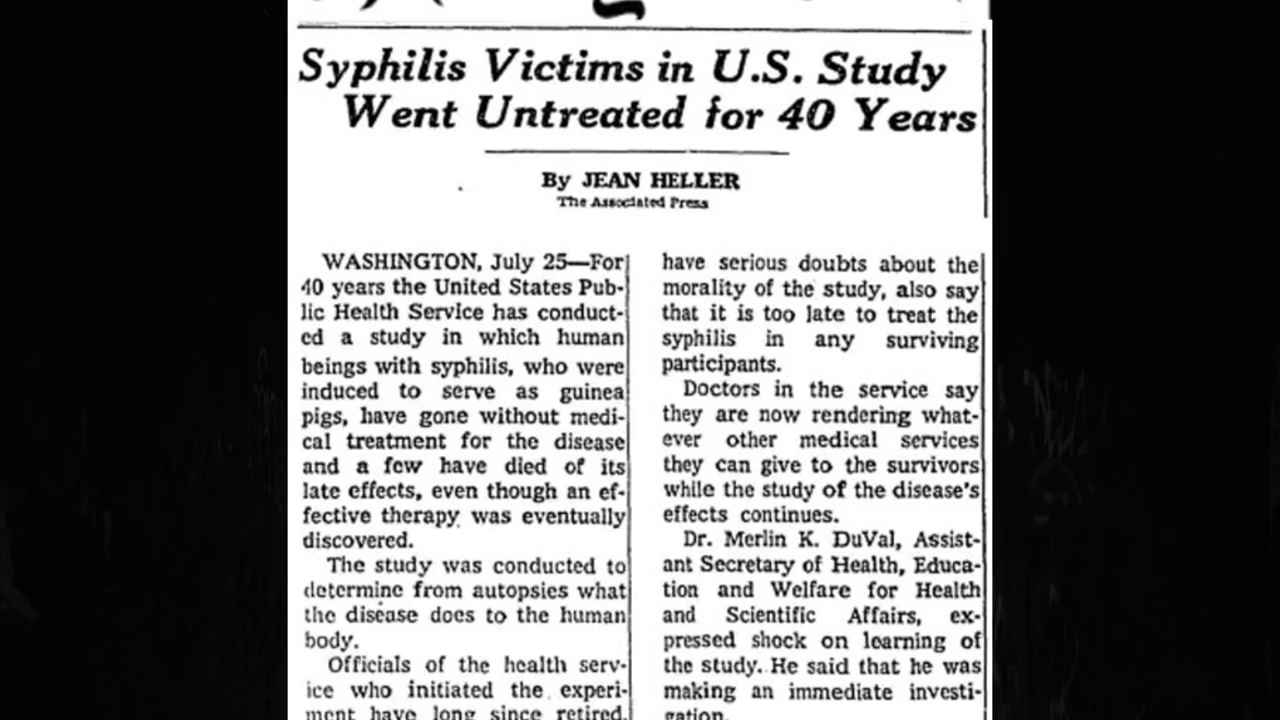 Syphilis Victims in U.S. Study
Went Untreated for 40 Years
By JEAN HELLER
The Associated Press
WASHINGTON, July 25—For
40 years the United States Pub-
lic Health Service has conduct-
ed a study in which human
beings with syphilis, who were
induced to serve as guinea
pigs, have gone without medi-
cal treatment for the disease
and a few have died of its
late effects, even though an ef-
fective therapy was eventually
discovered.
The study was conducted to
determine from autopsies what
the disease does to the human
body.
Officials of the health serv-
ice who initiated the experi-
ment have long since retired.
have serious doubts about the
morality of the study, also say
that it is too late to treat the
syphilis in any surviving
participants.
Doctors in the service say
they are now rendering what-
ever other medical services
they can give to the survivors
while the study of the disease's
effects continues.
Dr. Merlin K. DuVal, Assist-
ant Secretary of Health, Educa-
tion and Welfare for Health
and Scientific Affairs, ex-
pressed shock on learning of
the study. He said that he was
making an immediate investi-
gation.